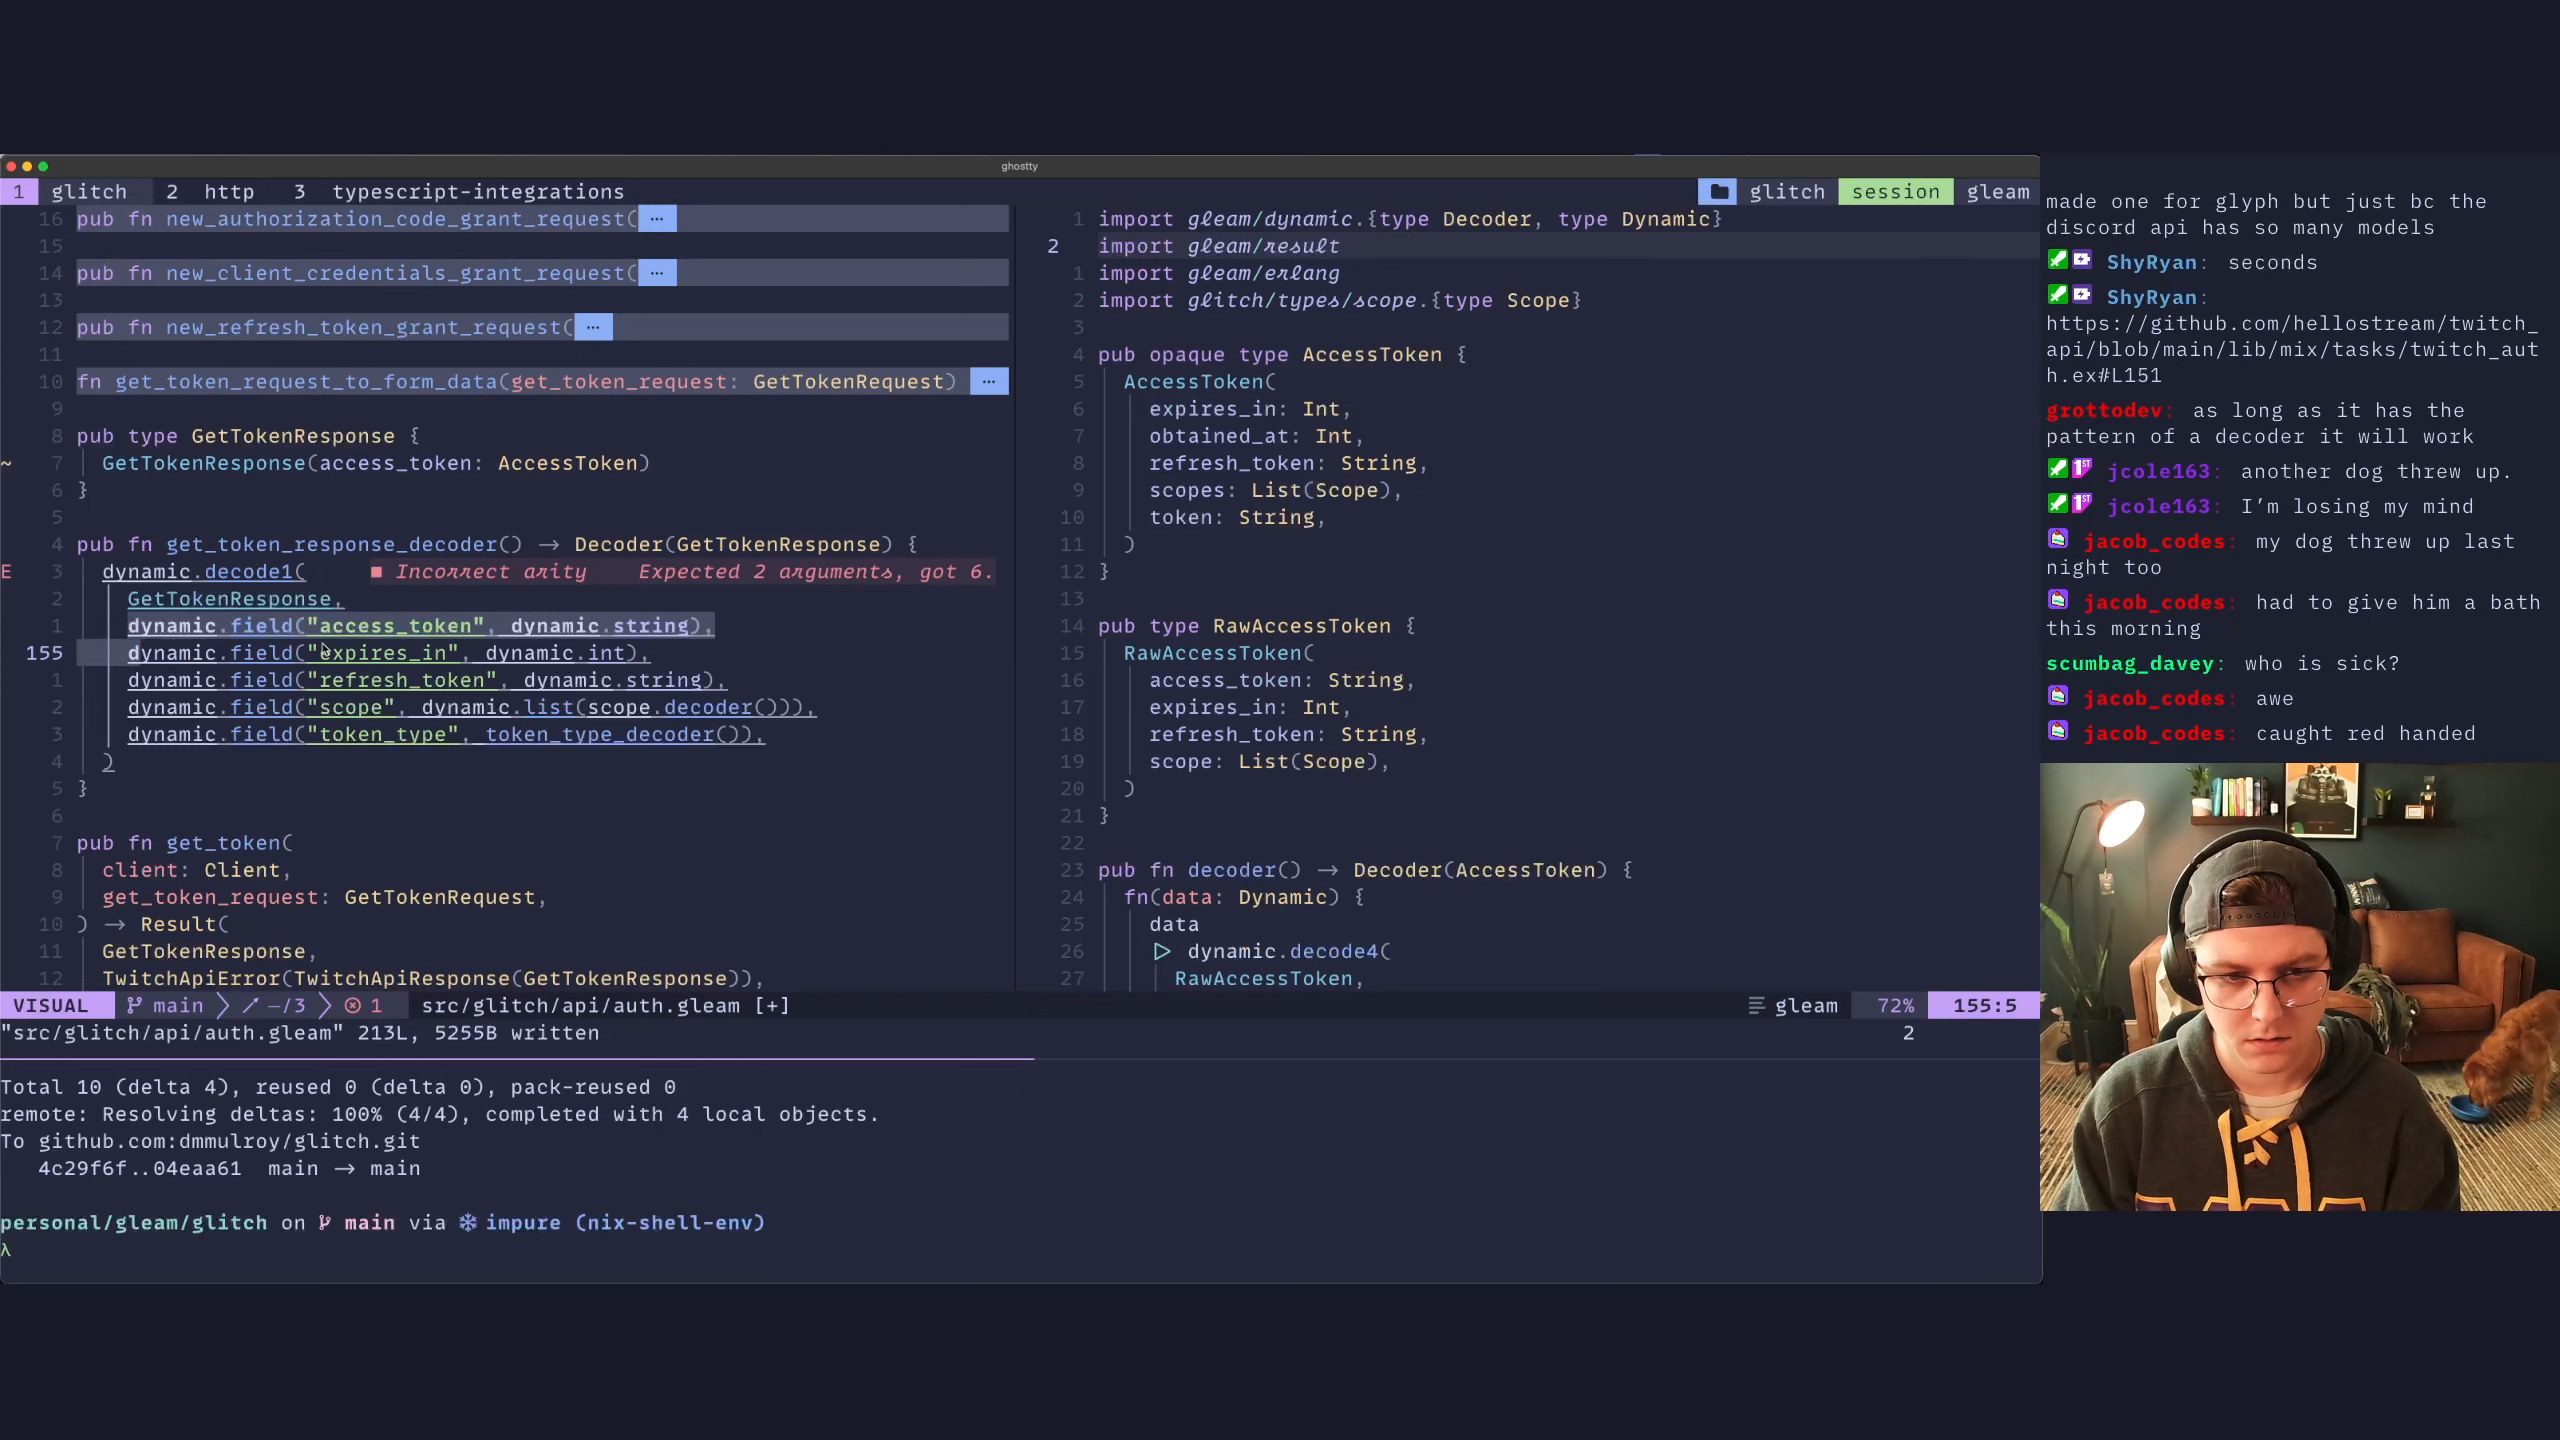 ghostty
1 glitch 2 http 3 typescript-integrations
glitch session gleam
16 pub fn new_authorization_code_grant_request( ···
15
14 pub fn new_client_credentials_grant_request( ···
13
12 pub fn new_refresh_token_grant_request( ···
11
10 fn get_token_request_to_form_data(get_token_request: GetTokenRequest) ···
9
8 pub type GetTokenResponse {
~ 7 GetTokenResponse(access_token: AccessToken)
6 }
5
4 pub fn get_token_response_decoder() → Decoder(GetTokenResponse) {
E 3 dynamic.decode1( ■ Incorrect arity Expected 2 arguments, got 6.
2 GetTokenResponse,
1 dynamic.field("access_token", dynamic.string),
155 dynamic.field("expires_in", dynamic.int),
1 dynamic.field("refresh_token", dynamic.string),
2 dynamic.field("scope", dynamic.list(scope.decoder())),
3 dynamic.field("token_type", token_type_decoder()),
4 )
5 }
6
7 pub fn get_token(
8 client: Client,
9 get_token_request: GetTokenRequest,
10 ) → Result(
11 GetTokenResponse,
12 TwitchApiError(TwitchApiResponse(GetTokenResponse)),
1 import gleam/dynamic.{type Decoder, type Dynamic}
2 import gleam/result
1 import gleam/erlang
2 import glitch/types/scope.{type Scope}
3
4 pub opaque type AccessToken {
5 AccessToken(
6 expires_in: Int,
7 obtained_at: Int,
8 refresh_token: String,
9 scopes: List(Scope),
10 token: String,
11 )
12 }
13
14 pub type RawAccessToken {
15 RawAccessToken(
16 access_token: String,
17 expires_in: Int,
18 refresh_token: String,
19 scope: List(Scope),
20 )
21 }
22
23 pub fn decoder() → Decoder(AccessToken) {
24 fn(data: Dynamic) {
25 data
26 ▷ dynamic.decode4(
27 RawAccessToken,
VISUAL main —/3 1 src/glitch/api/auth.gleam [+] gleam 72% 155:5
"src/glitch/api/auth.gleam" 213L, 5255B written 2
Total 10 (delta 4), reused 0 (delta 0), pack-reused 0
remote: Resolving deltas: 100% (4/4), completed with 4 local objects.
To github.com:dmmulroy/glitch.git
4c29f6f..04eaa61 main → main
personal/gleam/glitch on main via ❄ impure (nix-shell-env)
λ
made one for glyph but just bc the
discord api has so many models
ShyRyan: seconds
ShyRyan:
https://github.com/hellostream/twitch_
api/blob/main/lib/mix/tasks/twitch_aut
h.ex#L151
grottodev: as long as it has the
pattern of a decoder it will work
jcole163: another dog threw up.
jcole163: I'm losing my mind
jacob_codes: my dog threw up last
night too
jacob_codes: had to give him a bath
this morning
scumbag_davey: who is sick?
jacob_codes: awe
jacob_codes: caught red handed